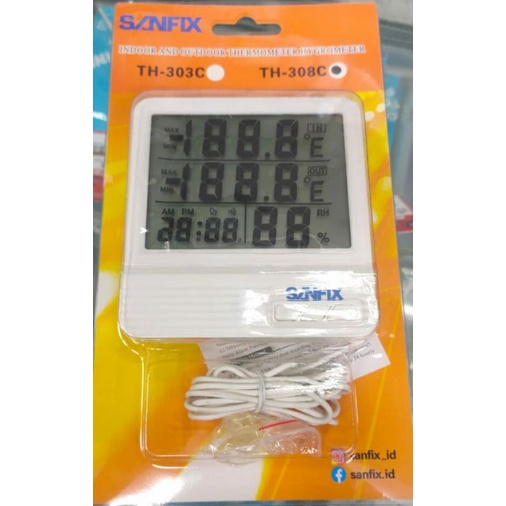 SANFIX
INDOOR AND OUTDOOR THERMOMETER HYGROMETER
TH-303C TH-308C
MAX
MIN
-188.8°E
IN
MAX
MIN
-188.8°E
OUT
AM PM
28:88
88%
RH
SANFIX
sanfix_id
sanfix.id